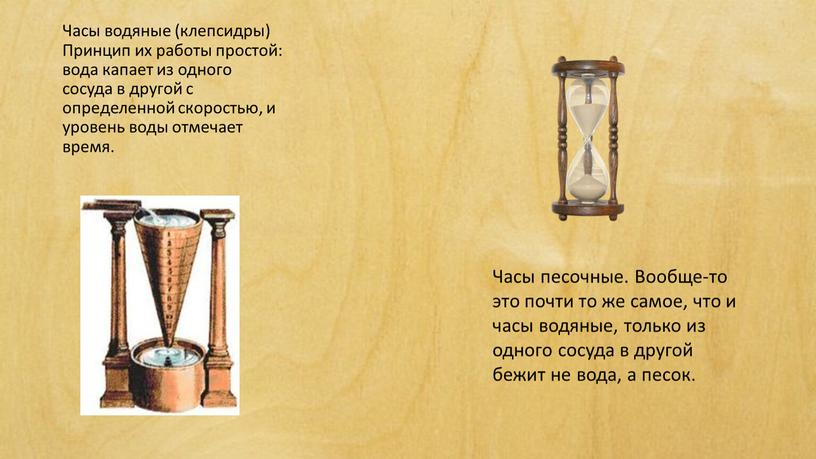 Часы водяные (клепсидры)
Принцип их работы простой:
вода капает из одного
сосуда в другой с
определенной скоростью, и
уровень воды отмечает
время.
Часы песочные. Вообще-то
это почти то же самое, что и
часы водяные, только из
одного сосуда в другой
бежит не вода, а песок.